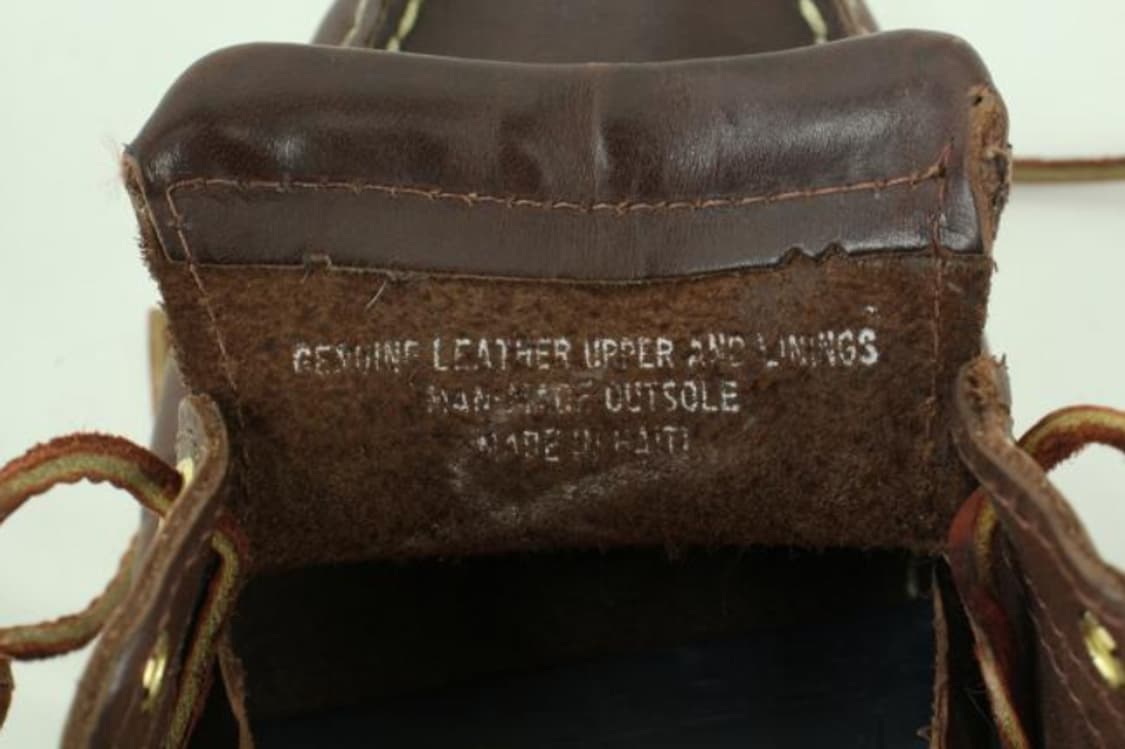 GENUINE LEATHER UPPER AND LININGS
MAN-MADE OUTSOLE
MADE IN HAITI